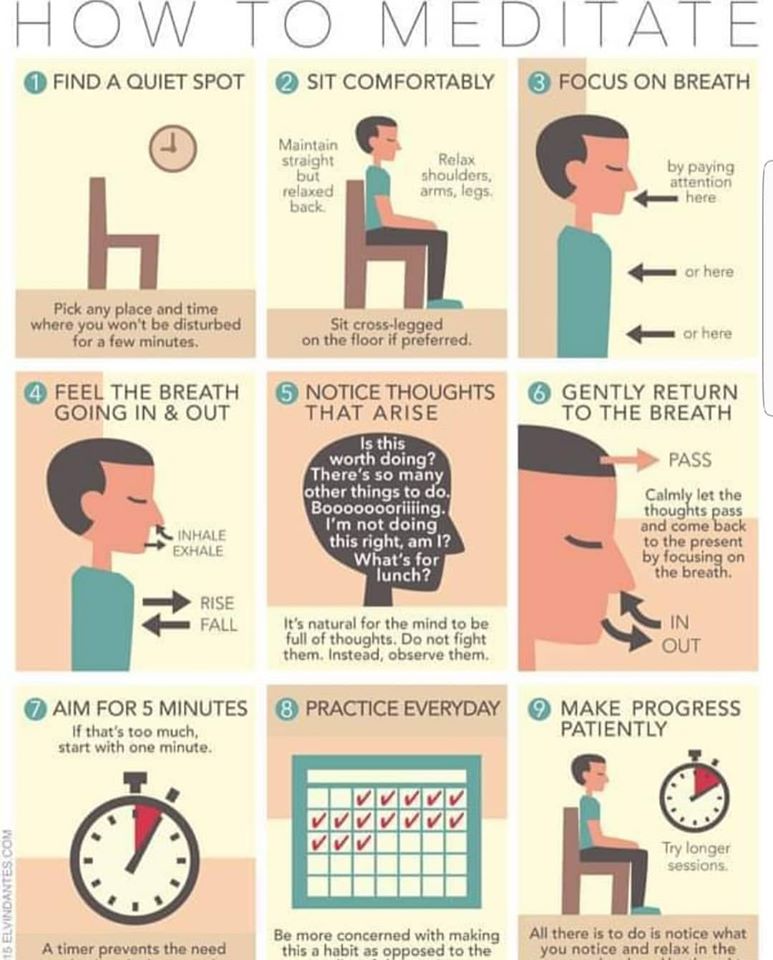 HOW TO MEDITATE
1 FIND A QUIET SPOT
Pick any place and time
where you won't be disturbed
for a few minutes.
2 SIT COMFORTABLY
Maintain
straight
but
relaxed
back.
Relax
shoulders,
arms, legs.
Sit cross-legged
on the floor if preferred.
3 FOCUS ON BREATH
by paying
attention
here
or here
or here
4 FEEL THE BREATH
GOING IN & OUT
INHALE
EXHALE
RISE
FALL
5 NOTICE THOUGHTS
THAT ARISE
Is this
worth doing?
There's so many
other things to do.
Boooooooriiiing.
I'm not doing
this right, am I?
What's for
lunch?
It's natural for the mind to be
full of thoughts. Do not fight
them. Instead, observe them.
6 GENTLY RETURN
TO THE BREATH
PASS
Calmly let the
thoughts pass
and come back
to the present
by focusing on
the breath.
IN
OUT
7 AIM FOR 5 MINUTES
If that's too much,
start with one minute.
A timer prevents the need
8 PRACTICE EVERYDAY
Be more concerned with making
this a habit as opposed to the
9 MAKE PROGRESS
PATIENTLY
Try longer
sessions.
All there is to do is notice what
you notice and relax in the
15 ELVINDANTES.COM